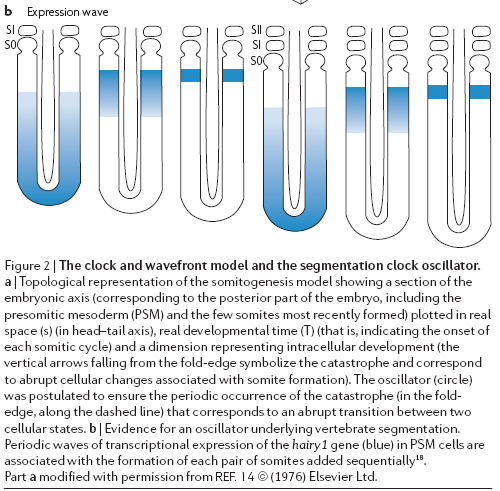 b Expression wave
SI
S0
SII
SI
S0
Figure 2 | The clock and wavefront model and the segmentation clock oscillator.
a | Topological representation of the somitogenesis model showing a section of the
embryonic axis (corresponding to the posterior part of the embryo, including the
presomitic mesoderm (PSM) and the few somites most recently formed) plotted in real
space (s) (in head–tail axis), real developmental time (T) (that is, indicating the onset of
each somitic cycle) and a dimension representing intracellular development (the
vertical arrows falling from the fold-edge symbolize the catastrophe and correspond
to abrupt cellular changes associated with somite formation). The oscillator (circle)
was postulated to ensure the periodic occurrence of the catastrophe (in the fold-
edge, along the dashed line) that corresponds to an abrupt transition between two
cellular states. b | Evidence for an oscillator underlying vertebrate segmentation.
Periodic waves of transcriptional expression of the hairy1 gene (blue) in PSM cells are
associated with the formation of each pair of somites added sequentially¹⁸.
Part a modified with permission from REF. 14 © (1976) Elsevier Ltd.